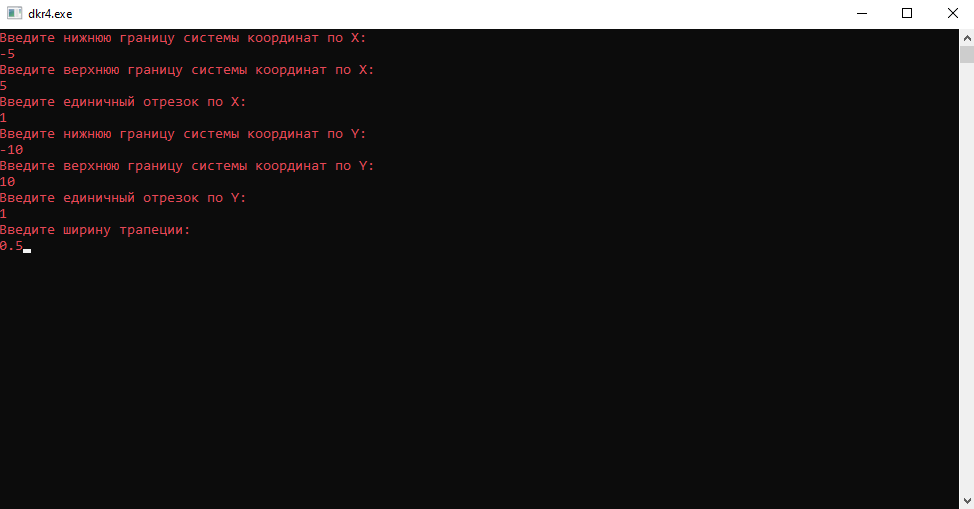 dkr4.exe
Введите нижнюю границу системы координат по X:
-5
Введите верхнюю границу системы координат по X:
5
Введите единичный отрезок по X:
1
Введите нижнюю границу системы координат по Y:
-10
Введите верхнюю границу системы координат по Y:
10
Введите единичный отрезок по Y:
1
Введите ширину трапеции:
0.5